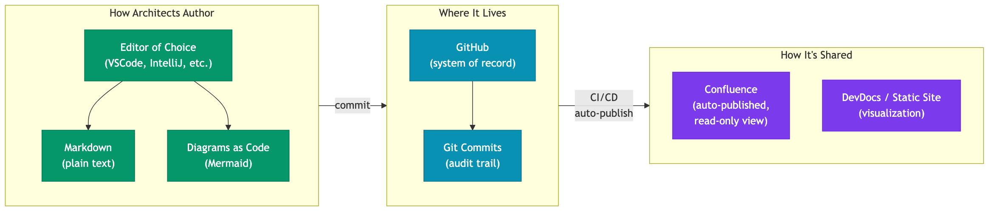 How Architects Author
Editor of Choice
(VSCode, IntelliJ, etc.)
Markdown
(plain text)
Diagrams as Code
(Mermaid)
commit
Where It Lives
GitHub
(system of record)
Git Commits
(audit trail)
CI/CD
auto-publish
How It's Shared
Confluence
(auto-published,
read-only view)
DevDocs / Static Site
(visualization)